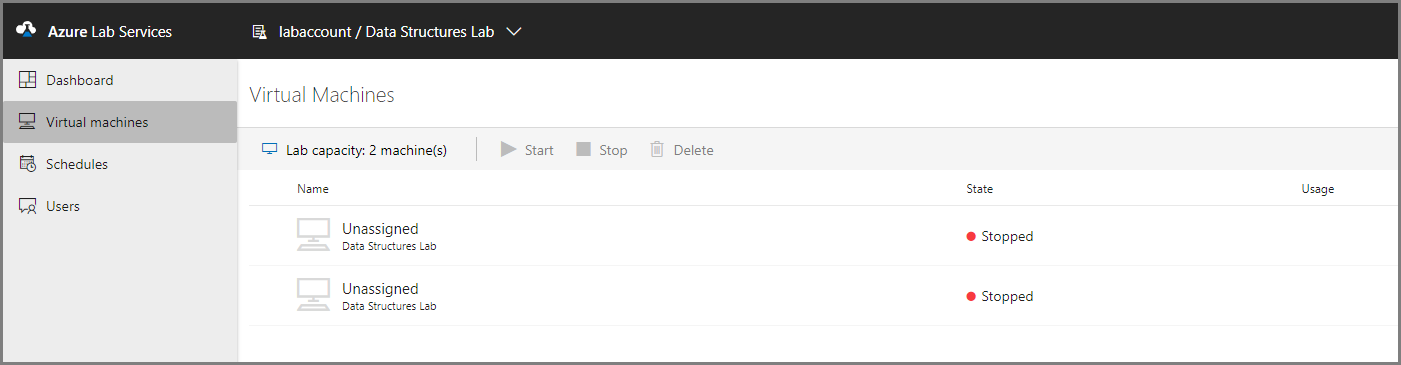 Azure Lab Services labaccount / Data Structures Lab
Dashboard
Virtual machines
Schedules
Users
Virtual Machines
Lab capacity: 2 machine(s) Start Stop Delete
Name State Usage
Unassigned
Data Structures Lab
Stopped
Unassigned
Data Structures Lab
Stopped